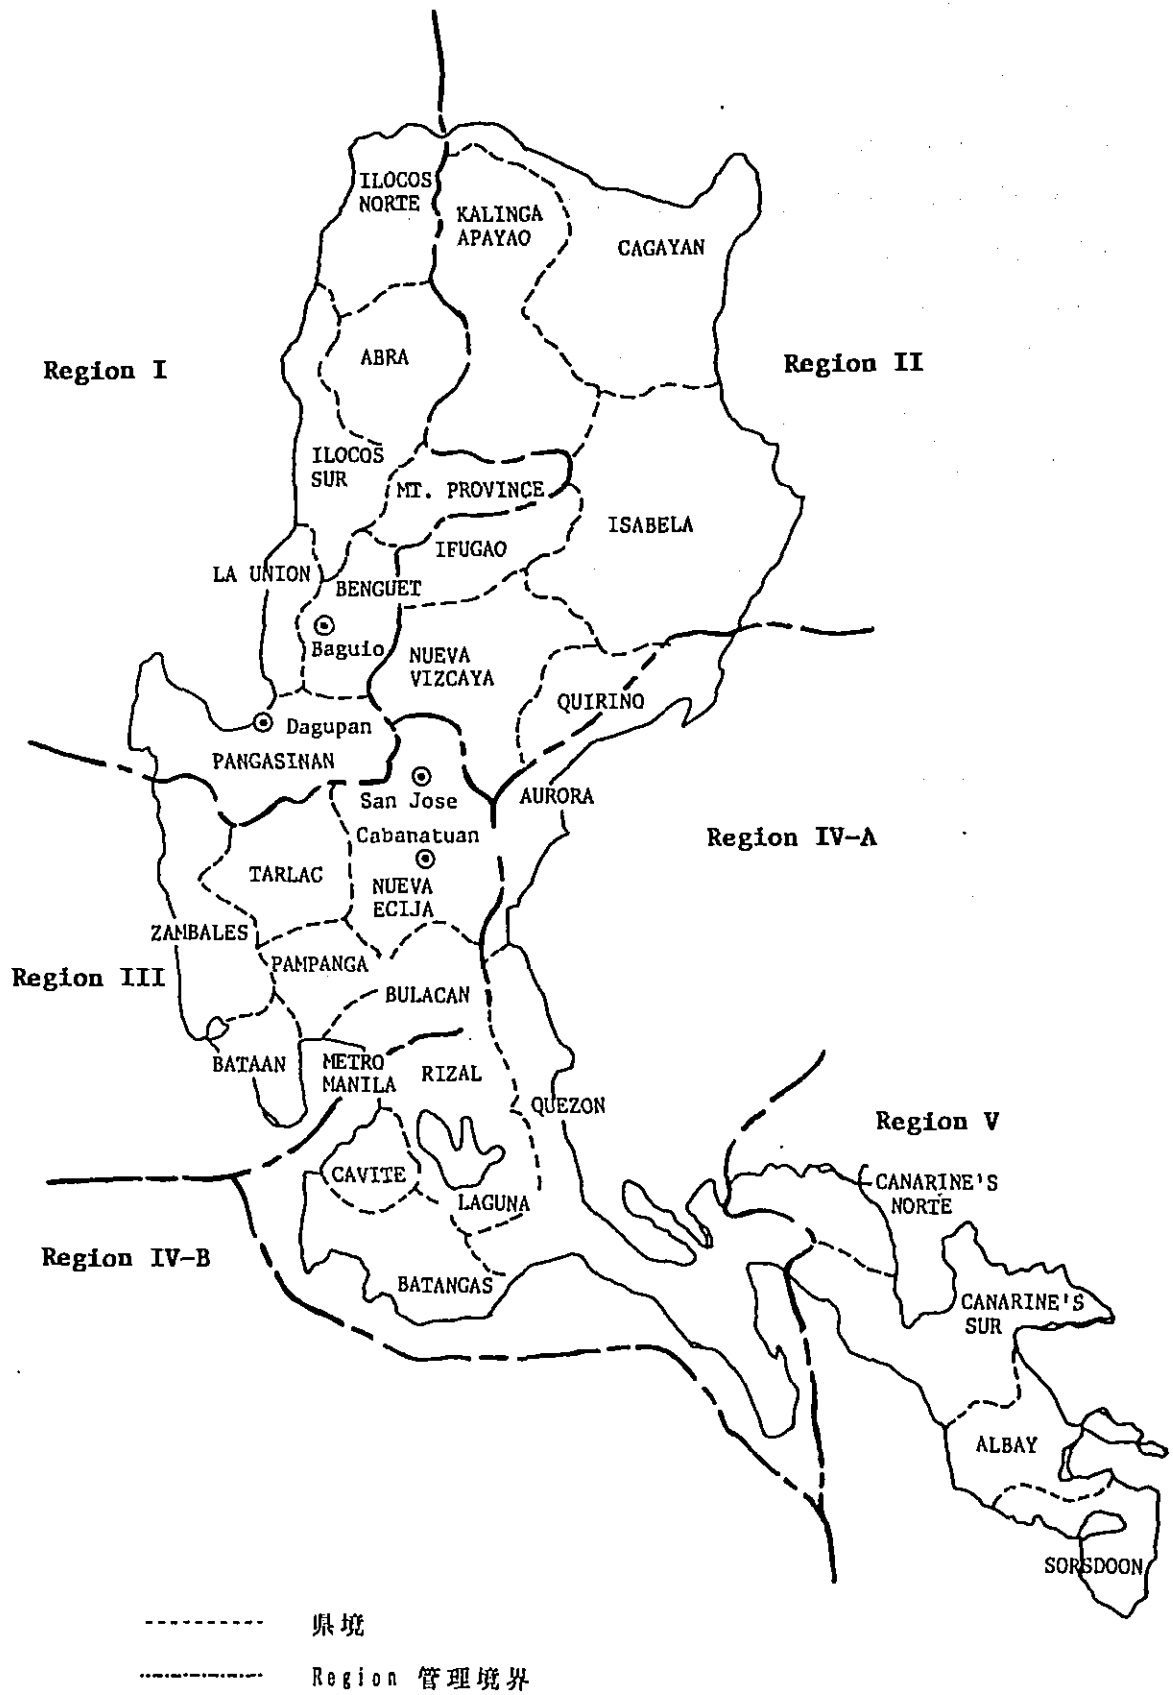 ILOCOS
NORTE
KALINGA
APAYAO
CAGAYAN
Region I
ABRA
Region II
ILOCOS
SUR
MT. PROVINCE
ISABELA
IFUGAO
LA UNION
BENGUET
Baguio
NUEVA
VIZCAYA
QUIRINO
Dagupan
PANGASINAN
San Jose
AURORA
Cabanatuan
Region IV-A
TARLAC
NUEVA
ECIJA
ZAMBALES
Region III
PAMPANGA
BULACAN
BATAAN
METRO
MANILA
RIZAL
QUEZON
Region V
CAVITE
LAGUNA
CANARINE'S
NORTE
Region IV-B
BATANGAS
CANARINE'S
SUR
ALBAY
SORSDOON
県境
Region 管理境界